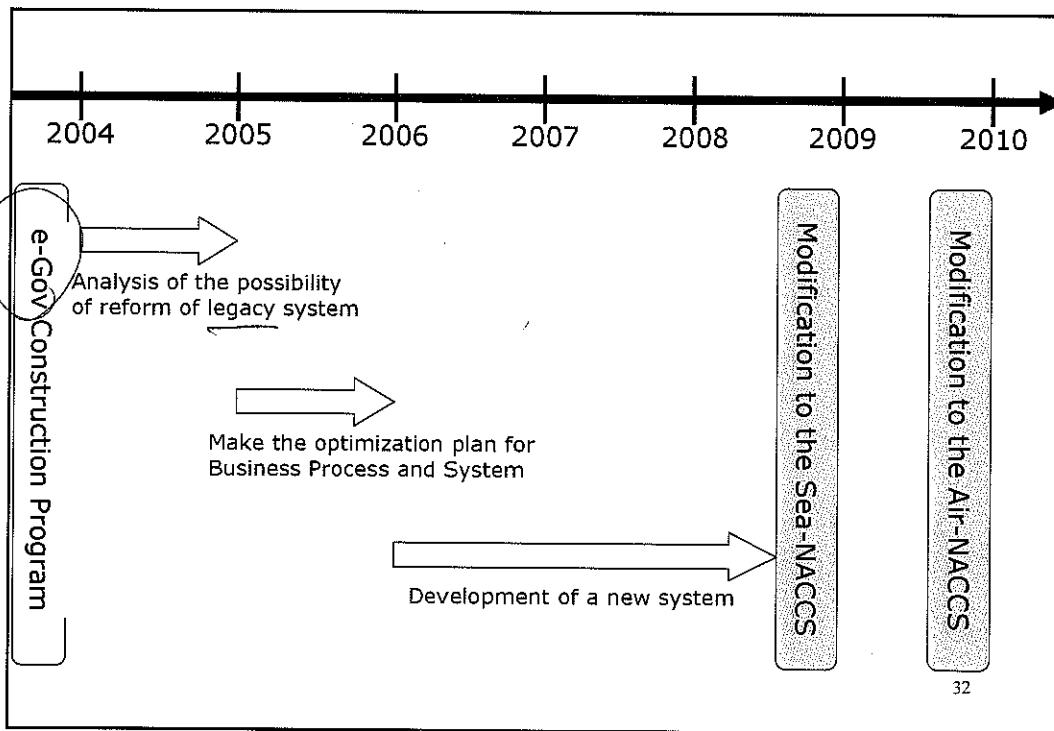 2004 2005 2006 2007 2008 2009 2010
e-Gov Construction Program
Analysis of the possibility
of reform of legacy system
Make the optimization plan for
Business Process and System
Development of a new system
Modification to the Sea-NACCS
Modification to the Air-NACCS
32